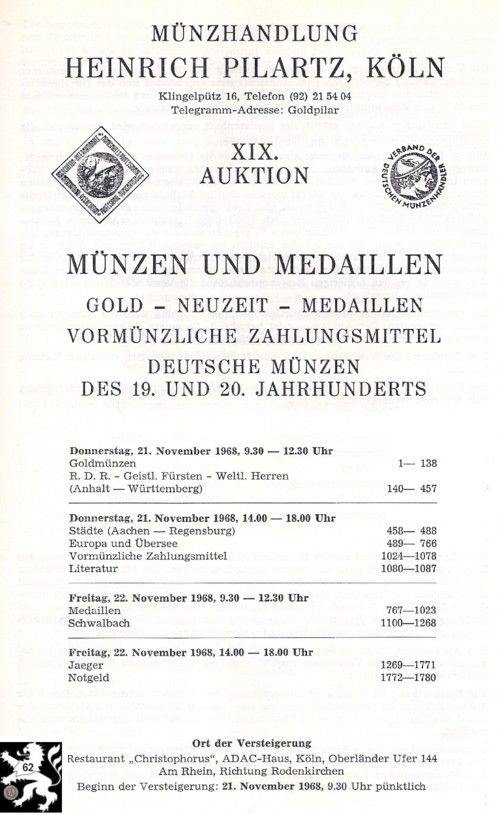 MÜNZHANDLUNG
HEINRICH PILARTZ, KÖLN
Klingelpütz 16, Telefon (92) 21 54 04
Telegramm-Adresse: Goldpilar
XIX.
AUKTION
VERBAND DER
DEUTSCHEN MÜNZENHÄNDLER
MÜNZEN UND MEDAILLEN
GOLD – NEUZEIT – MEDAILLEN
VORMÜNZLICHE ZAHLUNGSMITTEL
DEUTSCHE MÜNZEN
DES 19. UND 20. JAHRHUNDERTS
Donnerstag, 21. November 1968, 9.30 — 12.30 Uhr
Goldmünzen 1— 138
R. D. R. - Geistl. Fürsten - Weltl. Herren
(Anhalt — Württemberg) 140— 457
Donnerstag, 21. November 1968, 14.00 — 18.00 Uhr
Städte (Aachen — Regensburg) 458— 488
Europa und Übersee 489— 766
Vormünzliche Zahlungsmittel 1024—1078
Literatur 1080—1087
Freitag, 22. November 1968, 9.30 — 12.30 Uhr
Medaillen 767—1023
Schwalbach 1100—1268
Freitag, 22. November 1968, 14.00 — 18.00 Uhr
Jaeger 1269—1771
Notgeld 1772—1780
Ort der Versteigerung
Restaurant „Christophorus", ADAC-Haus, Köln, Oberländer Ufer 144
Am Rhein, Richtung Rodenkirchen
Beginn der Versteigerung: 21. November 1968, 9.30 Uhr pünktlich
62